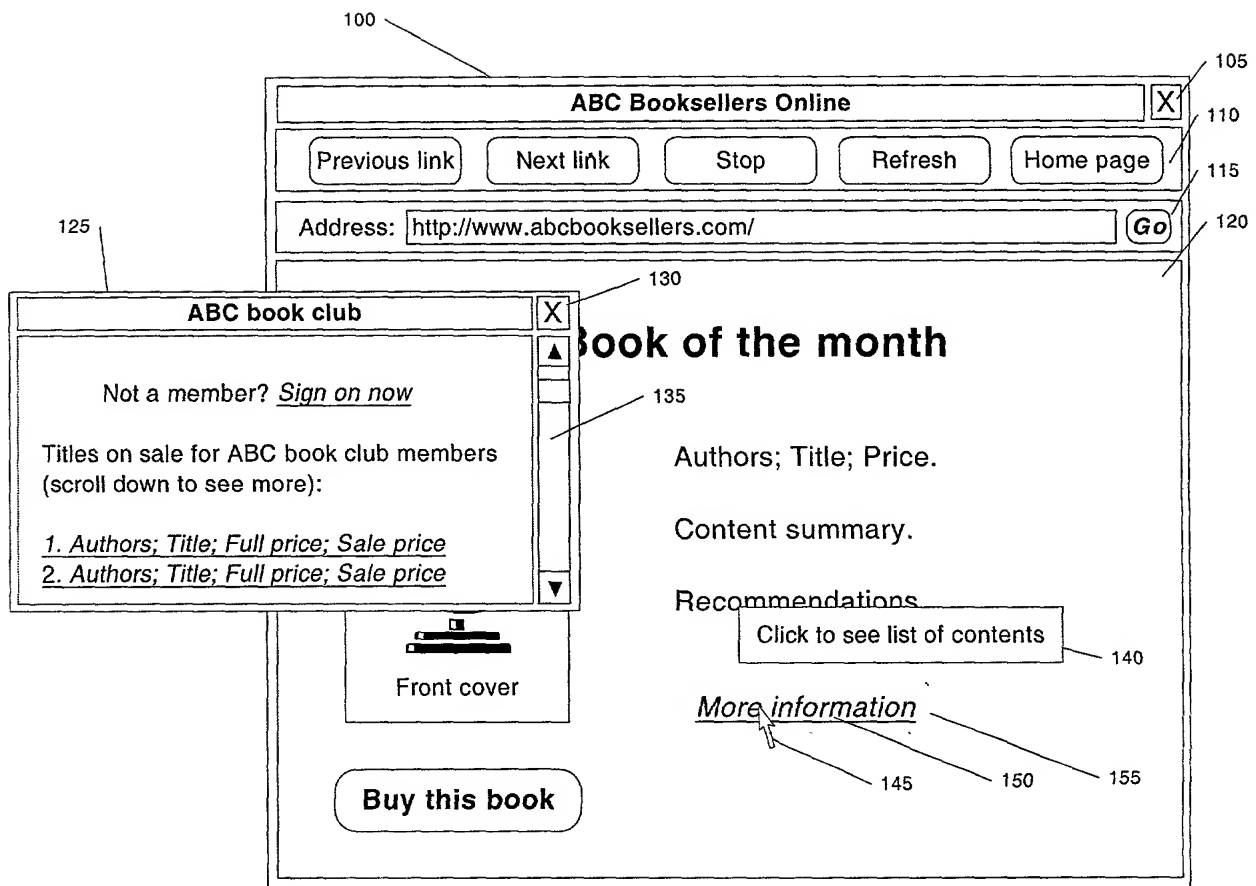 100
105
ABC Booksellers Online
X
110
Previous link
Next link
Stop
Refresh
Home page
115
Address: http://www.abcbooksellers.com/
Go
120
125
130
ABC book club
X
Book of the month
Not a member? Sign on now
135
Titles on sale for ABC book club members
(scroll down to see more):
1. Authors; Title; Full price; Sale price
2. Authors; Title; Full price; Sale price
Authors; Title; Price.
Content summary.
Recommendations
Click to see list of contents
140
Front cover
More information
145
150
155
Buy this book